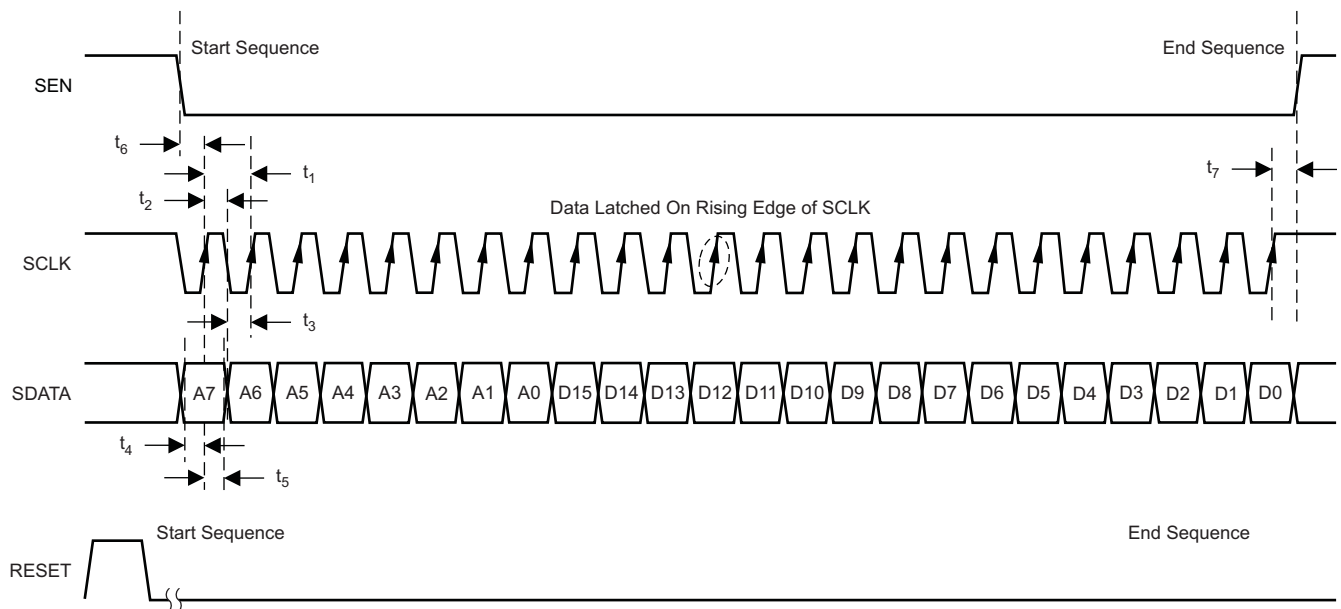 Start Sequence
End Sequence
SEN
t6
t1
t7
t2
Data Latched On Rising Edge of SCLK
SCLK
t3
SDATA A7 A6 A5 A4 A3 A2 A1 A0 D15 D14 D13 D12 D11 D10 D9 D8 D7 D6 D5 D4 D3 D2 D1 D0
t4
t5
Start Sequence
End Sequence
RESET